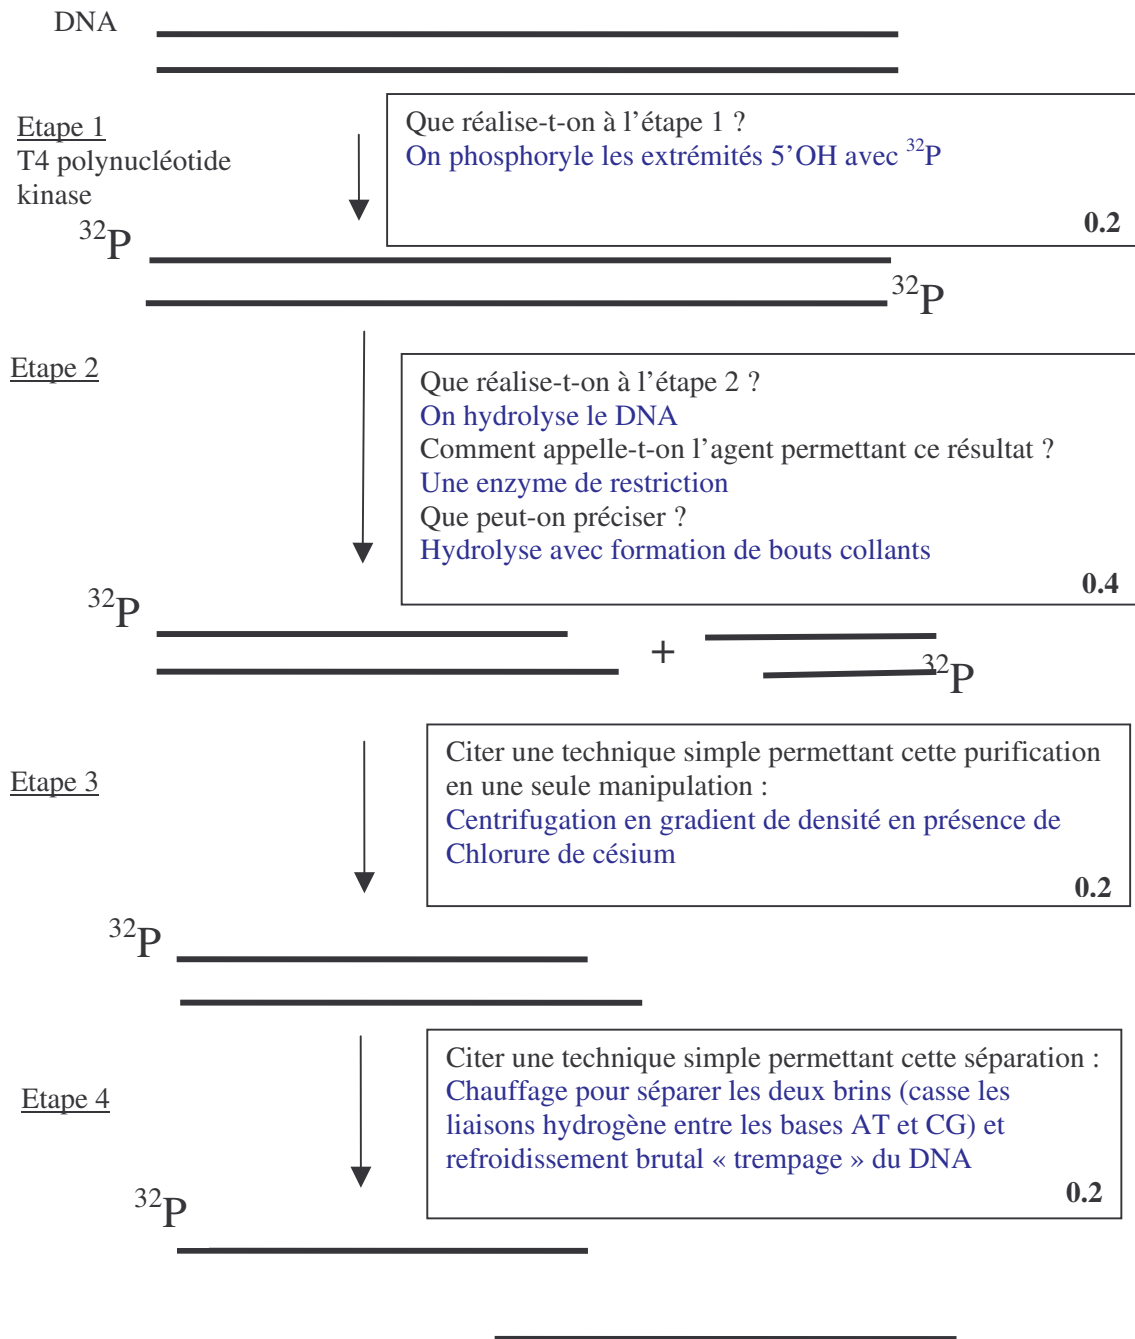 DNA
Etape 1
T4 polynucléotide
kinase
Que réalise-t-on à l’étape 1 ?
On phosphoryle les extrémités 5’OH avec ³²P
0.2
³²P
³²P
Etape 2
Que réalise-t-on à l’étape 2 ?
On hydrolyse le DNA
Comment appelle-t-on l’agent permettant ce résultat ?
Une enzyme de restriction
Que peut-on préciser ?
Hydrolyse avec formation de bouts collants
0.4
³²P
+
³²P
Etape 3
Citer une technique simple permettant cette purification
en une seule manipulation :
Centrifugation en gradient de densité en présence de
Chlorure de césium
0.2
³²P
Etape 4
Citer une technique simple permettant cette séparation :
Chauffage pour séparer les deux brins (casse les
liaisons hydrogène entre les bases AT et CG) et
refroidissement brutal « trempage » du DNA
0.2
³²P